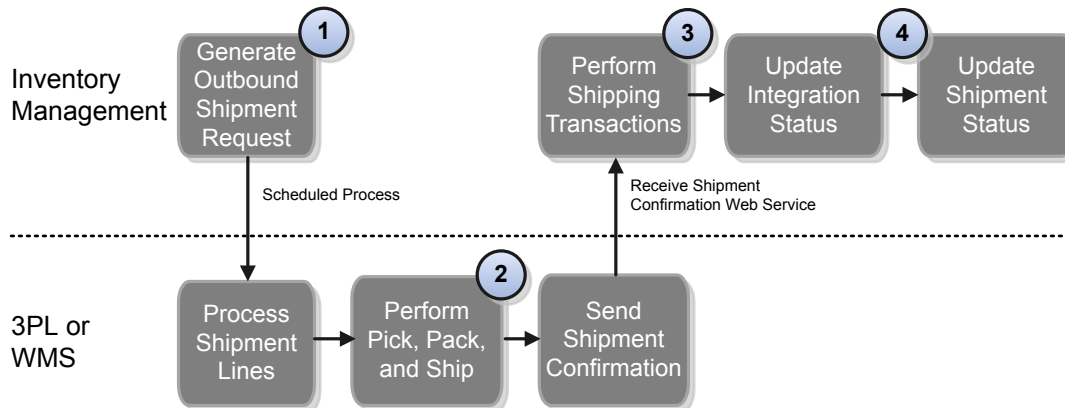 Inventory
Management
1
Generate
Outbound
Shipment
Request
3
Perform
Shipping
Transactions
4
Update
Integration
Status
Update
Shipment
Status
Scheduled Process
Receive Shipment
Confirmation Web Service
3PL or
WMS
Process
Shipment
Lines
2
Perform
Pick, Pack,
and Ship
Send
Shipment
Confirmation